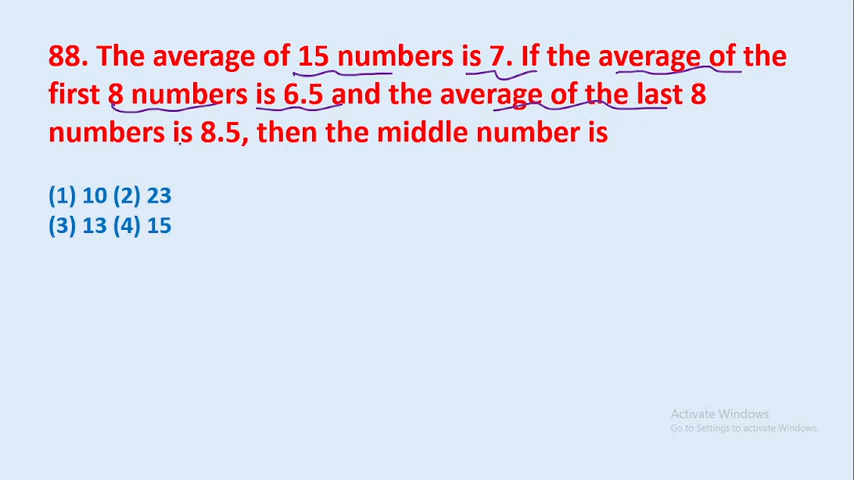 88. The average of 15 numbers is 7. If the average of the
first 8 numbers is 6.5 and the average of the last 8
numbers is 8.5, then the middle number is
(1) 10 (2) 23
(3) 13 (4) 15
Activate Windows
Go to Settings to activate Windows.